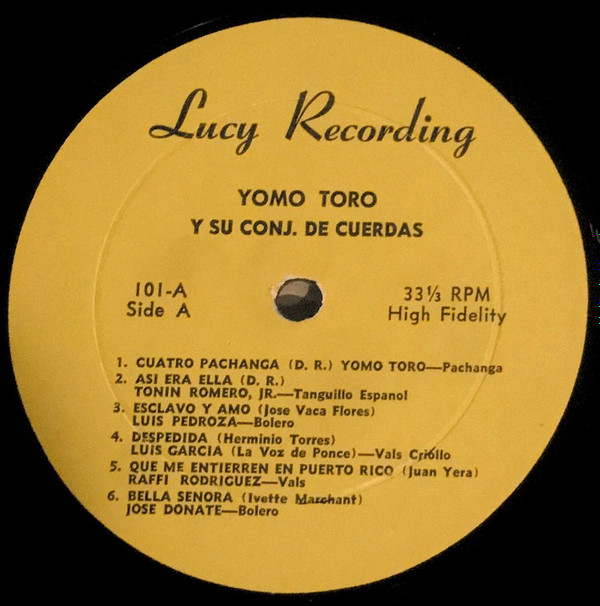 Lucy Recording
YOMO TORO
Y SU CONJ. DE CUERDAS
101-A
Side A
33⅓ RPM
High Fidelity
1. CUATRO PACHANGA (D. R.) YOMO TORO—Pachanga
2. ASI ERA ELLA (D. R.)
TONIN ROMERO, JR.—Tanguillo Espanol
3. ESCLAVO Y AMO (Jose Vaca Flores)
LUIS PEDROZA—Bolero
4. DESPEDIDA (Herminio Torres)
LUIS GARCIA (La Voz de Ponce)—Vals Criollo
5. QUE ME ENTIERREN EN PUERTO RICO (Juan Yera)
RAFFI RODRIGUEZ—Vals
6. BELLA SENORA (Ivette Marchant)
JOSE DONATE—Bolero